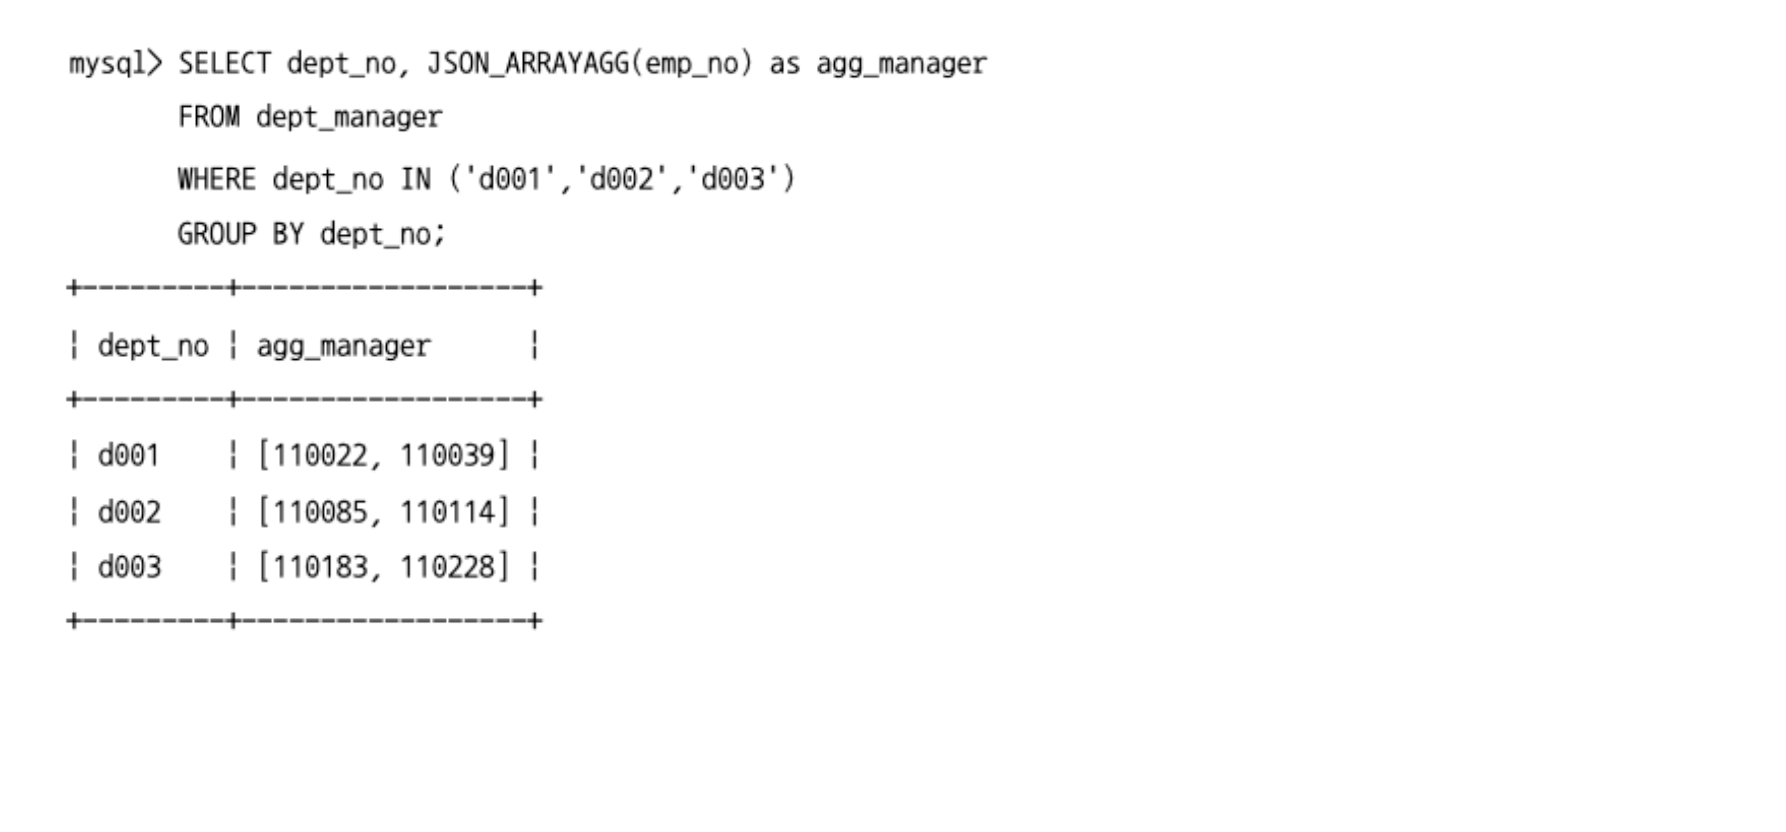 mysql> SELECT dept_no, JSON_ARRAYAGG(emp_no) as agg_manager
       FROM dept_manager
       WHERE dept_no IN ('d001','d002','d003')
       GROUP BY dept_no;
+---------+------------------+
¦ dept_no ¦ agg_manager      ¦
+---------+------------------+
¦ d001    ¦ [110022, 110039] ¦
¦ d002    ¦ [110085, 110114] ¦
¦ d003    ¦ [110183, 110228] ¦
+---------+------------------+